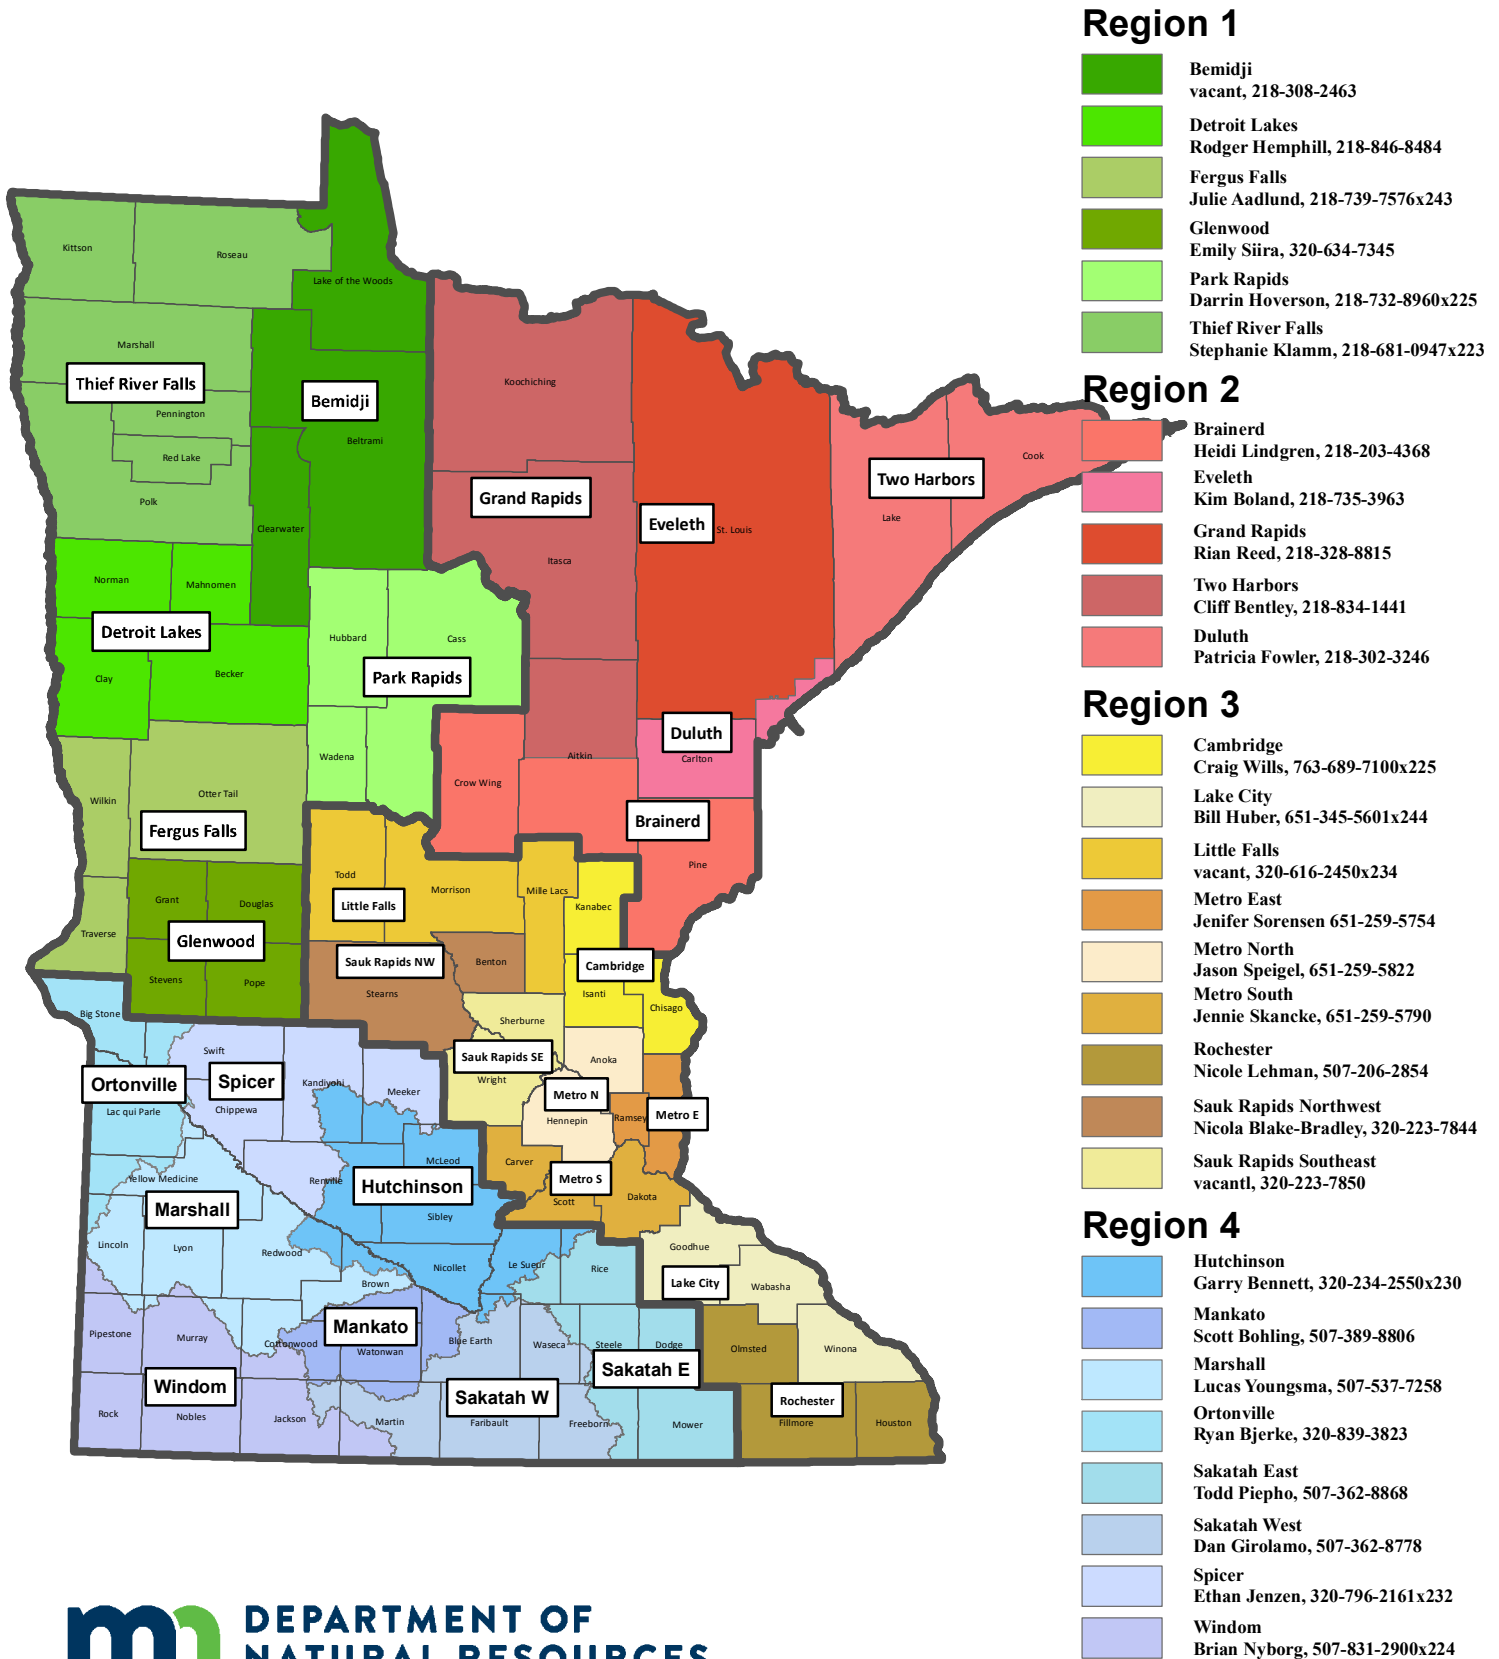 Region 1
Bemidji
vacant, 218-308-2463
Detroit Lakes
Rodger Hemphill, 218-846-8484
Fergus Falls
Julie Aadlund, 218-739-7576x243
Glenwood
Emily Siira, 320-634-7345
Park Rapids
Darrin Hoverson, 218-732-8960x225
Thief River Falls
Stephanie Klamm, 218-681-0947x223
Region 2
Brainerd
Heidi Lindgren, 218-203-4368
Eveleth
Kim Boland, 218-735-3963
Grand Rapids
Rian Reed, 218-328-8815
Two Harbors
Cliff Bentley, 218-834-1441
Duluth
Patricia Fowler, 218-302-3246
Region 3
Cambridge
Craig Wills, 763-689-7100x225
Lake City
Bill Huber, 651-345-5601x244
Little Falls
vacant, 320-616-2450x234
Metro East
Jenifer Sorensen 651-259-5754
Metro North
Jason Speigel, 651-259-5822
Metro South
Jennie Skancke, 651-259-5790
Rochester
Nicole Lehman, 507-206-2854
Sauk Rapids Northwest
Nicola Blake-Bradley, 320-223-7844
Sauk Rapids Southeast
vacantl, 320-223-7850
Region 4
Hutchinson
Garry Bennett, 320-234-2550x230
Mankato
Scott Bohling, 507-389-8806
Marshall
Lucas Youngsma, 507-537-7258
Ortonville
Ryan Bjerke, 320-839-3823
Sakatah East
Todd Piepho, 507-362-8868
Sakatah West
Dan Girolamo, 507-362-8778
Spicer
Ethan Jenzen, 320-796-2161x232
Windom
Brian Nyborg, 507-831-2900x224
Kittson
Roseau
Lake of the Woods
Marshall
Thief River Falls
Pennington
Red Lake
Polk
Bemidji
Beltrami
Clearwater
Koochiching
Grand Rapids
Itasca
Eveleth
St. Louis
Two Harbors
Lake
Cook
Norman
Mahnomen
Detroit Lakes
Clay
Becker
Hubbard
Cass
Park Rapids
Wadena
Crow Wing
Aitkin
Duluth
Carlton
Brainerd
Pine
Wilkin
Otter Tail
Fergus Falls
Grant
Douglas
Traverse
Glenwood
Stevens
Pope
Todd
Morrison
Little Falls
Mille Lacs
Kanabec
Sauk Rapids NW
Benton
Stearns
Cambridge
Isanti
Chisago
Big Stone
Sherburne
Swift
Ortonville
Spicer
Kandiyohi
Meeker
Sauk Rapids SE
Wright
Anoka
Metro N
Hennepin
Ramsey
Metro E
Lac qui Parle
Chippewa
McLeod
Carver
Yellow Medicine
Renville
Hutchinson
Metro S
Scott
Dakota
Marshall
Sibley
Lincoln
Lyon
Redwood
Nicollet
Le Sueur
Rice
Goodhue
Lake City
Wabasha
Brown
Pipestone
Murray
Cottonwood
Mankato
Watonwan
Blue Earth
Waseca
Steele
Dodge
Olmsted
Winona
Windom
Sakatah W
Sakatah E
Rochester
Rock
Nobles
Jackson
Martin
Faribault
Freeborn
Mower
Fillmore
Houston
mn
DEPARTMENT OF
NATURAL RESOURCES